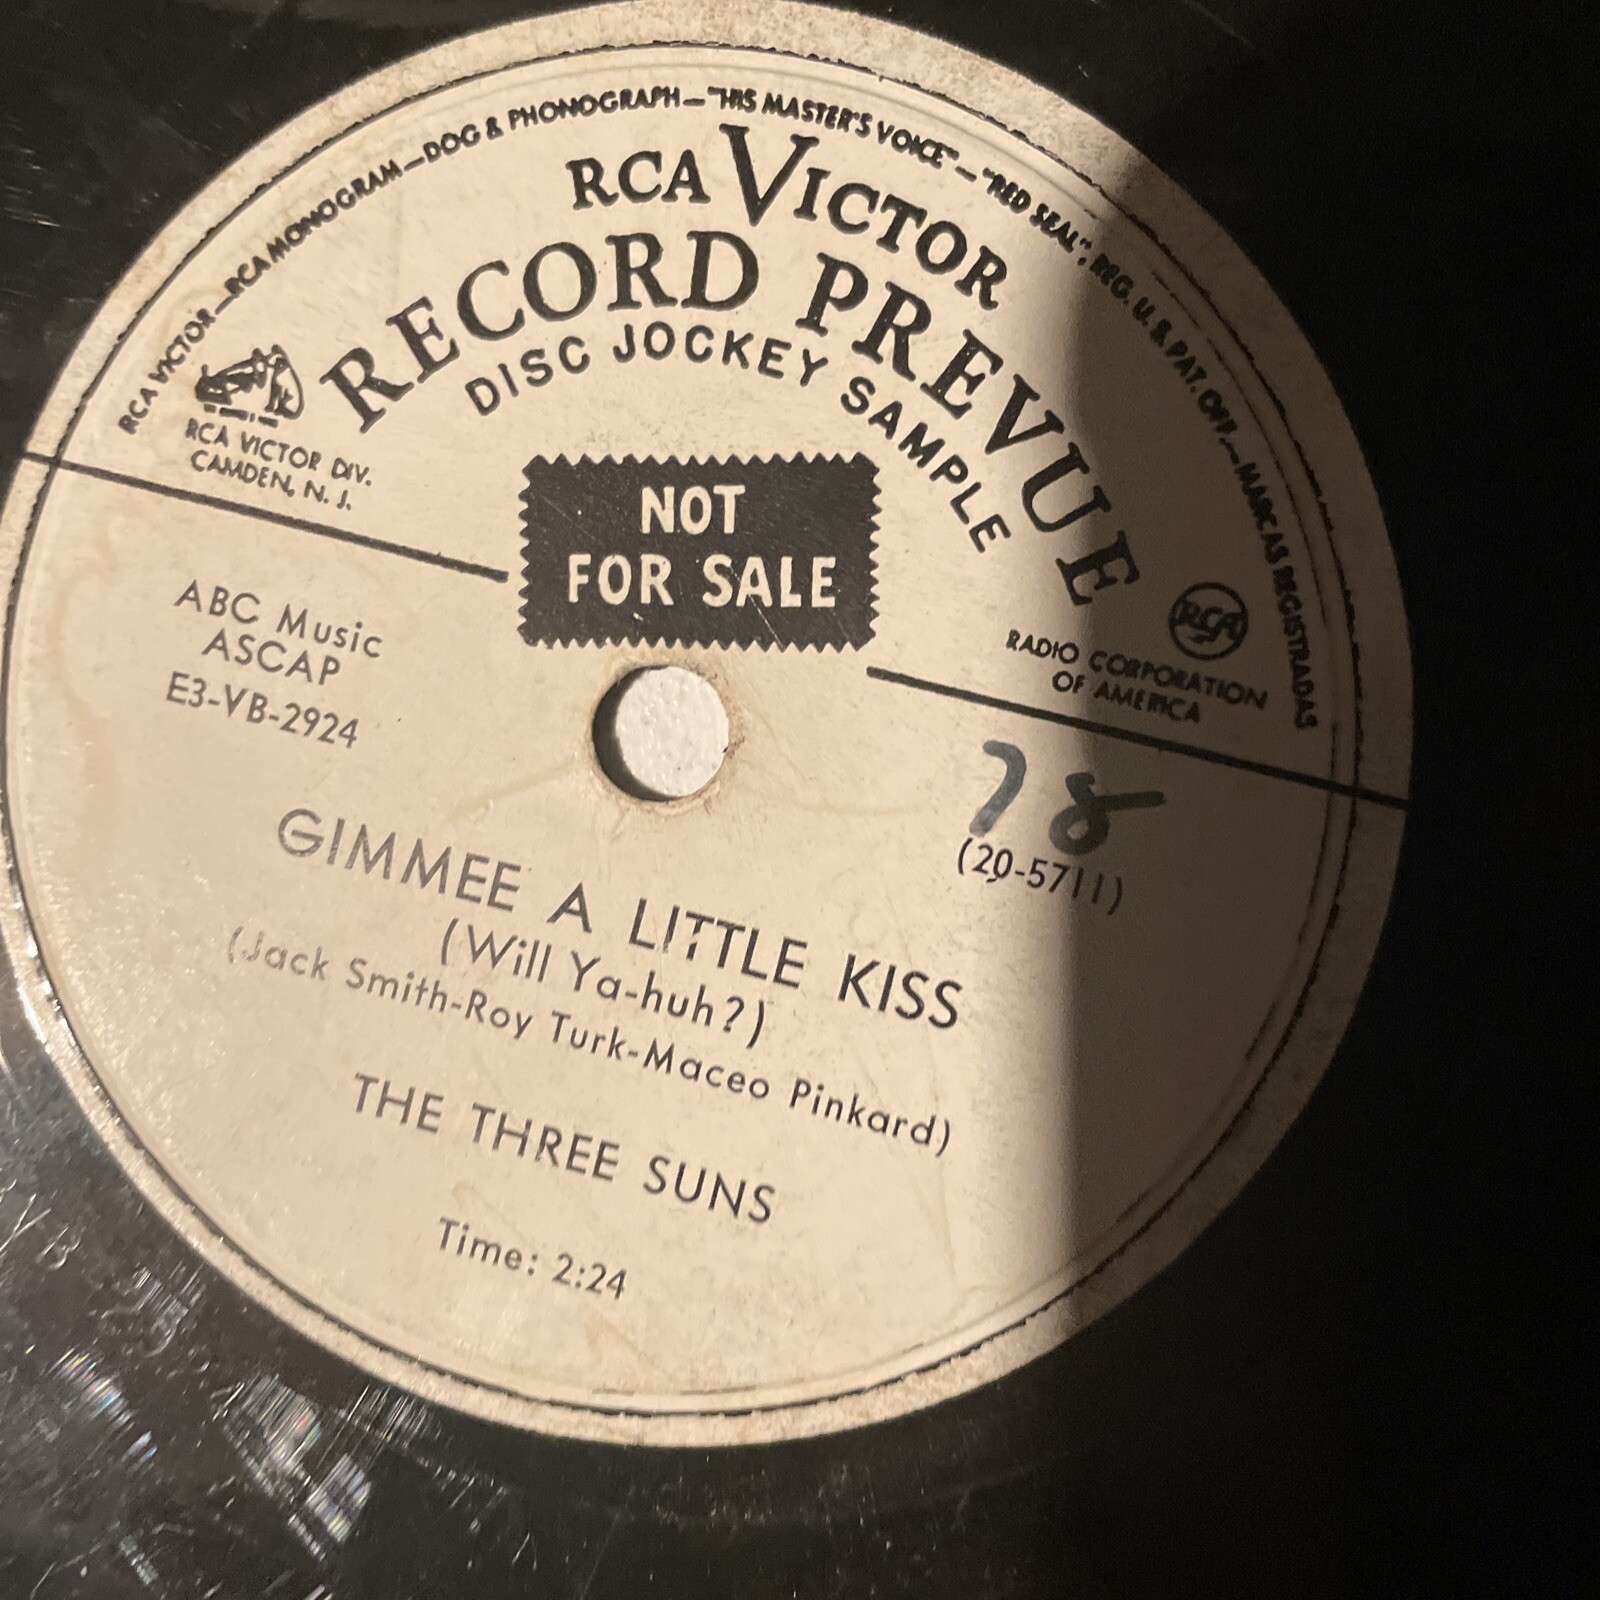 RCA VICTOR—RCA MONOGRAM—DOG & PHONOGRAPH—"HIS MASTER'S VOICE"—"RED SEAL", REG. U. S. PAT. OFF.—MARCAS REGISTRADAS
RCA VICTOR
RECORD PREVUE
DISC JOCKEY SAMPLE
RCA VICTOR DIV.
CAMDEN, N. J.
NOT
FOR SALE
RCA
RADIO CORPORATION
OF AMERICA
ABC Music
ASCAP
E3-VB-2924
78
(20-5711)
GIMMEE A LITTLE KISS
(Will Ya-huh?)
(Jack Smith-Roy Turk-Maceo Pinkard)
THE THREE SUNS
Time: 2:24